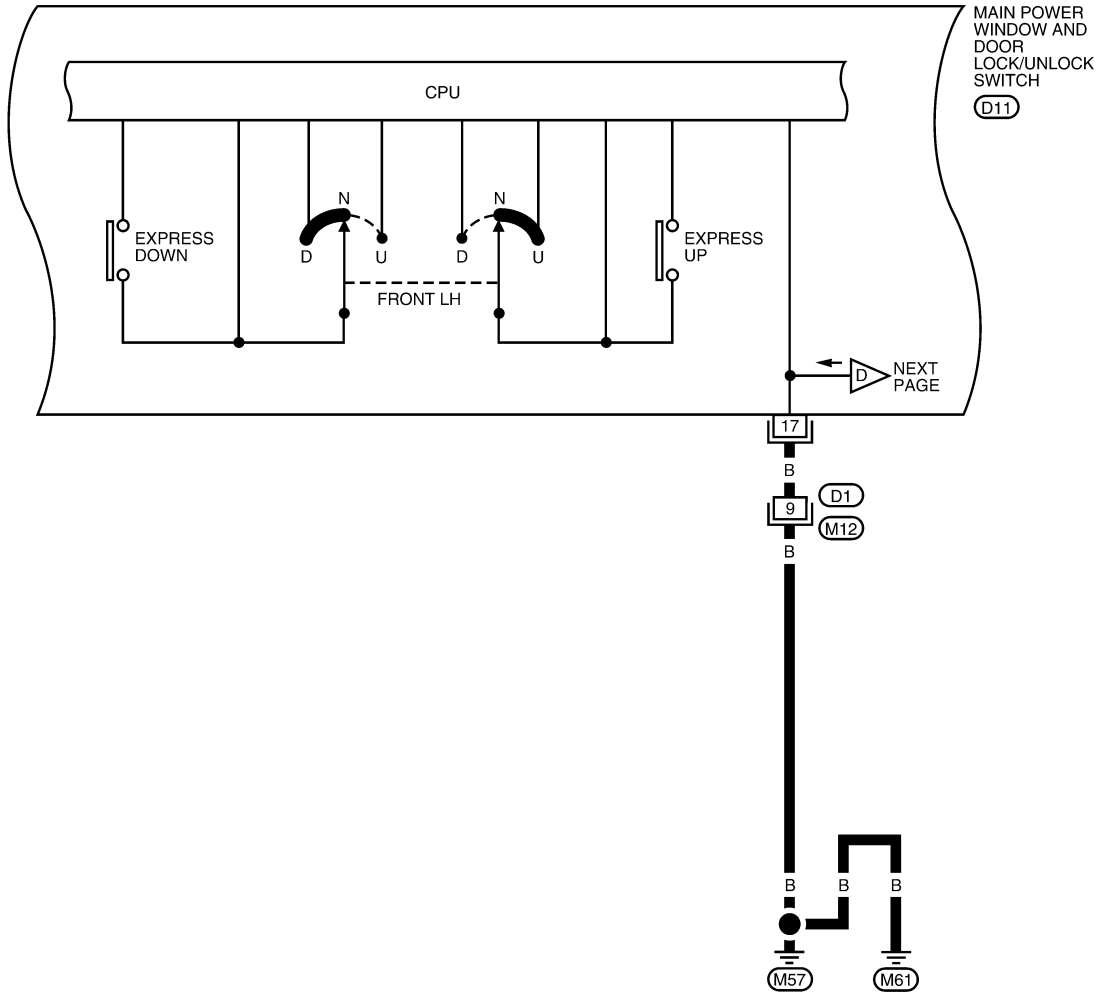 MAIN POWER
WINDOW AND
DOOR
LOCK/UNLOCK
SWITCH
D11
CPU
N
N
EXPRESS
DOWN
D
U
D
U
EXPRESS
UP
FRONT LH
D
NEXT
PAGE
17
B
D1
9
M12
B
B
B
B
M57
M61